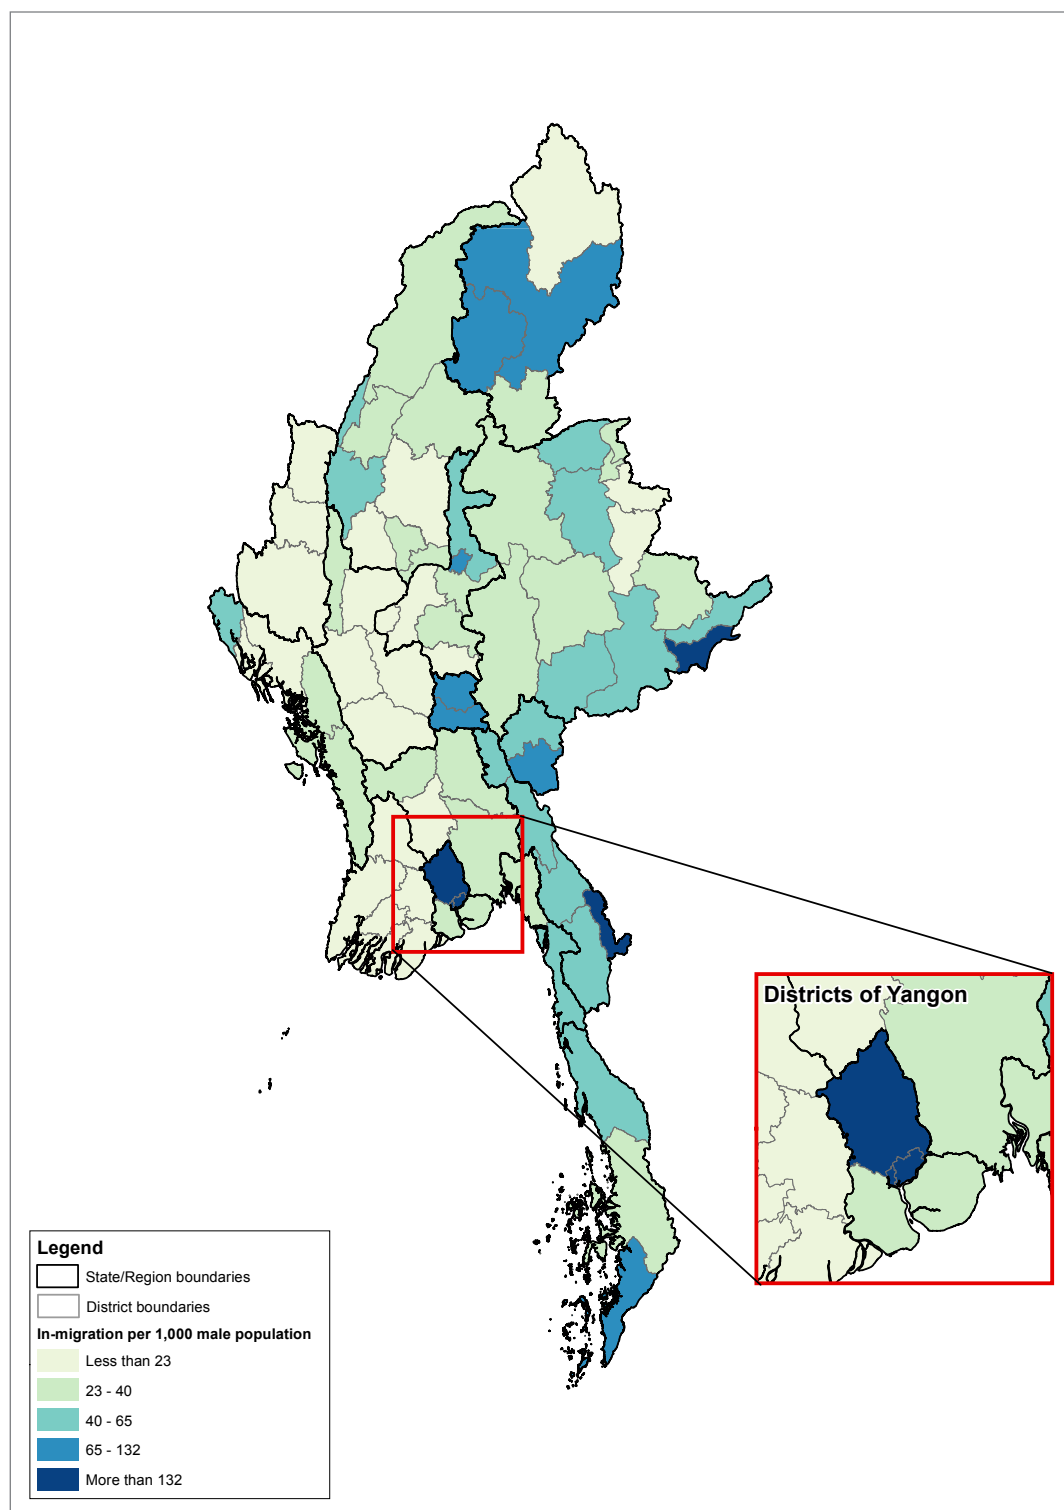 Districts of Yangon
Legend
State/Region boundaries
District boundaries
In-migration per 1,000 male population
Less than 23
23 - 40
40 - 65
65 - 132
More than 132